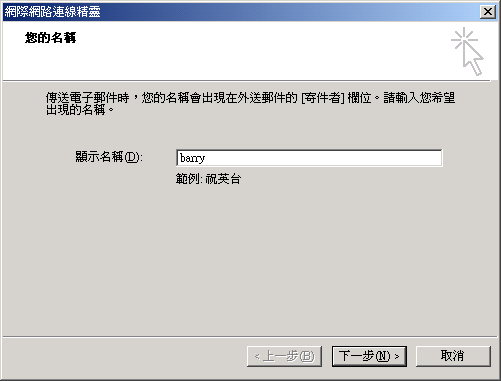 網際網路連線精靈
您的名稱
傳送電子郵件時，您的名稱會出現在外送郵件的 [寄件者] 欄位。請輸入您希望
出現的名稱。
顯示名稱(D): barry
範例: 祝英台
< 上一步(B) 下一步(N) > 取消